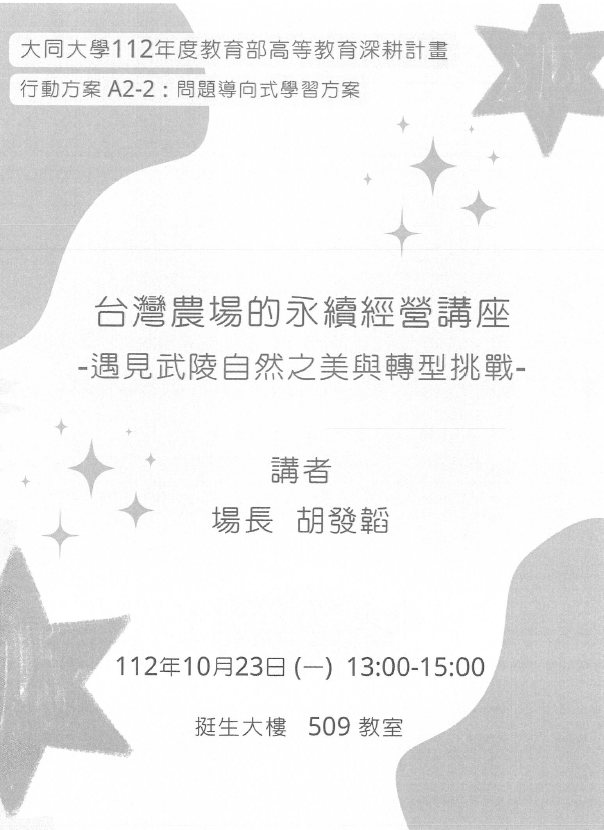 大同大學112年度教育部高等教育深耕計畫
行動方案 A2-2：問題導向式學習方案
台灣農場的永續經營講座
-遇見武陵自然之美與轉型挑戰-
講者
場長 胡發韜
112年10月23日 (一) 13:00-15:00
挺生大樓 509 教室